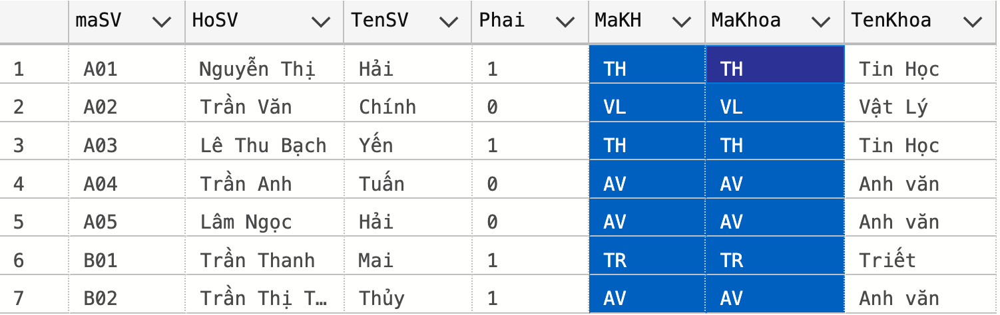 maSV HoSV TenSV Phai MaKH MaKhoa TenKhoa
1 A01 Nguyễn Thị Hải 1 TH TH Tin Học
2 A02 Trần Văn Chính 0 VL VL Vật Lý
3 A03 Lê Thu Bạch Yến 1 TH TH Tin Học
4 A04 Trần Anh Tuấn 0 AV AV Anh văn
5 A05 Lâm Ngọc Hải 0 AV AV Anh văn
6 B01 Trần Thanh Mai 1 TR TR Triết
7 B02 Trần Thị T… Thủy 1 AV AV Anh văn